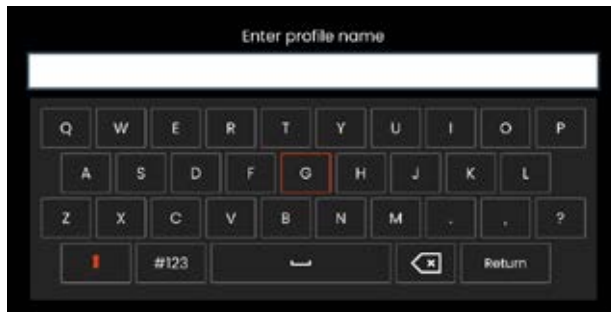 Enter profile name
Q W E R T Y U I O P
A S D F G H J K L
Z X C V B N M . , ?
#123 Return